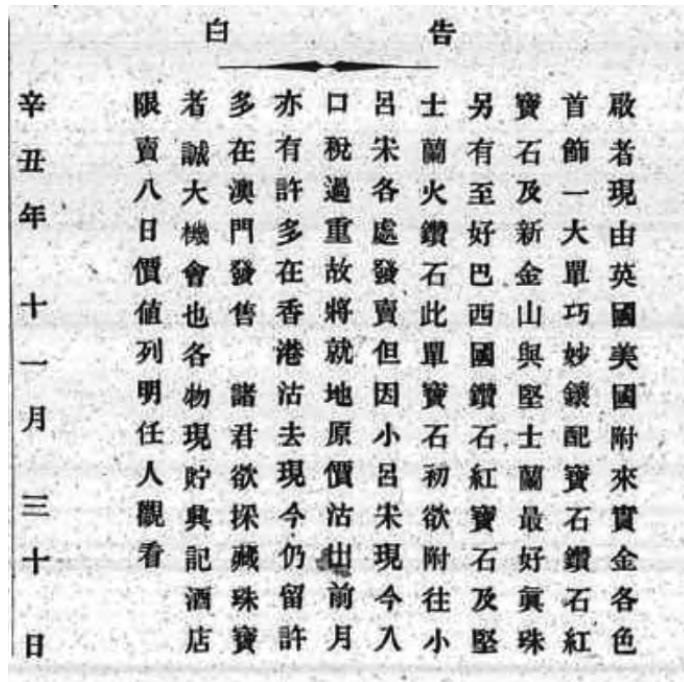 告白
啟者現由英國美國附來實金各色
首飾一大單巧妙鑲配寶石鑽石紅
寶石及新金山與堅士蘭最好眞珠
另有至好巴西國鑽石紅寶石及堅
士蘭火鑽石此單寶石初欲附往小
呂宋各處發賣但因小呂宋現今入
口稅過重故將就地原價沽出前月
亦有許多在香港沽去現今仍留許
多在澳門發售 諸君欲採藏珠寶
者誠大機會也各物現貯興記酒店
限賣八日價値列明任人觀看
辛丑年十一月三十日